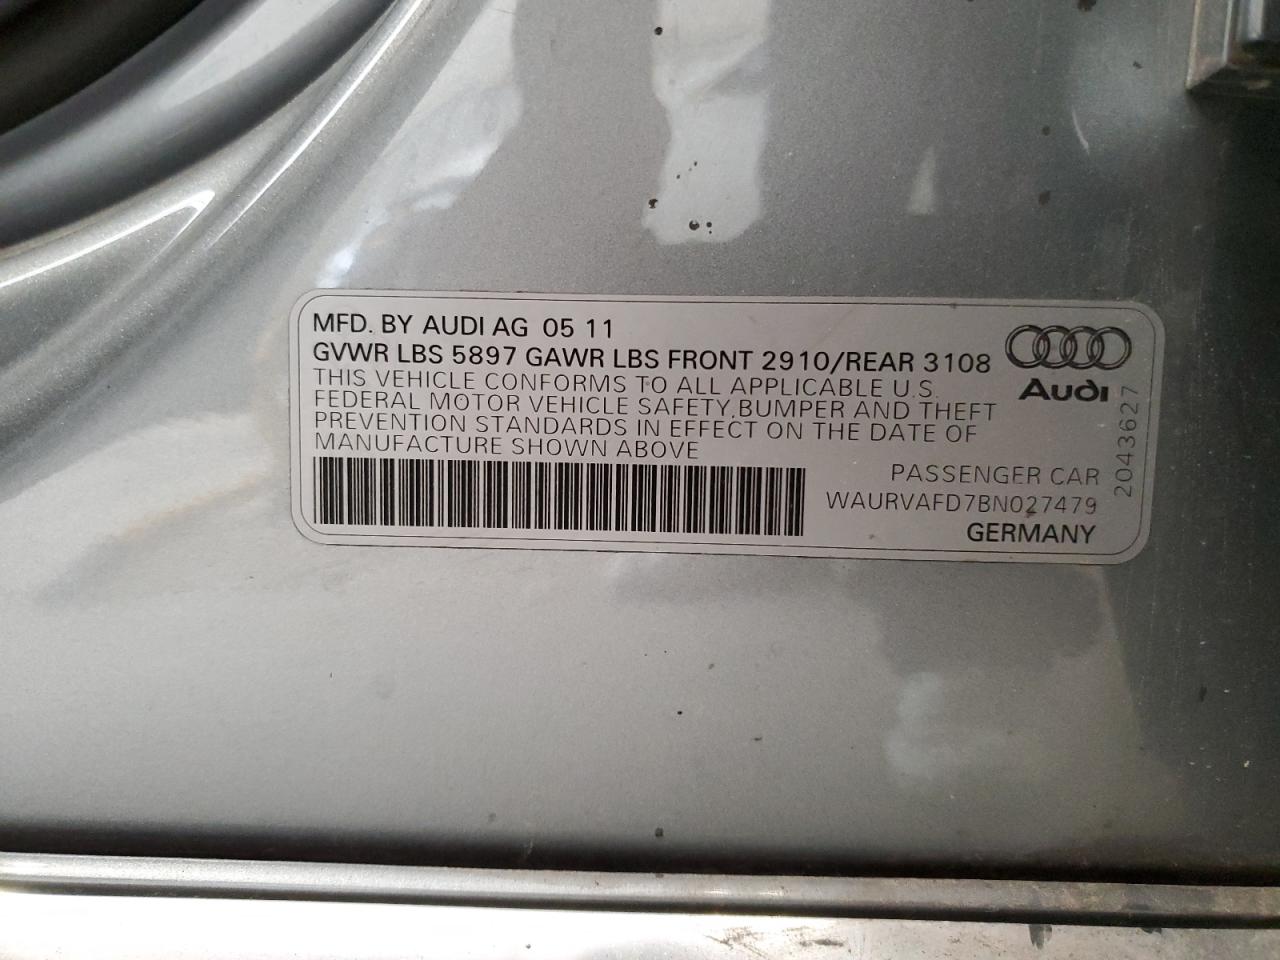 MFD. BY AUDI AG 05 11
GVWR LBS 5897 GAWR LBS FRONT 2910/REAR 3108
THIS VEHICLE CONFORMS TO ALL APPLICABLE U.S.
FEDERAL MOTOR VEHICLE SAFETY,BUMPER AND THEFT
PREVENTION STANDARDS IN EFFECT ON THE DATE OF
MANUFACTURE SHOWN ABOVE
Audi
2043627
PASSENGER CAR
WAURVAFD7BN027479
GERMANY